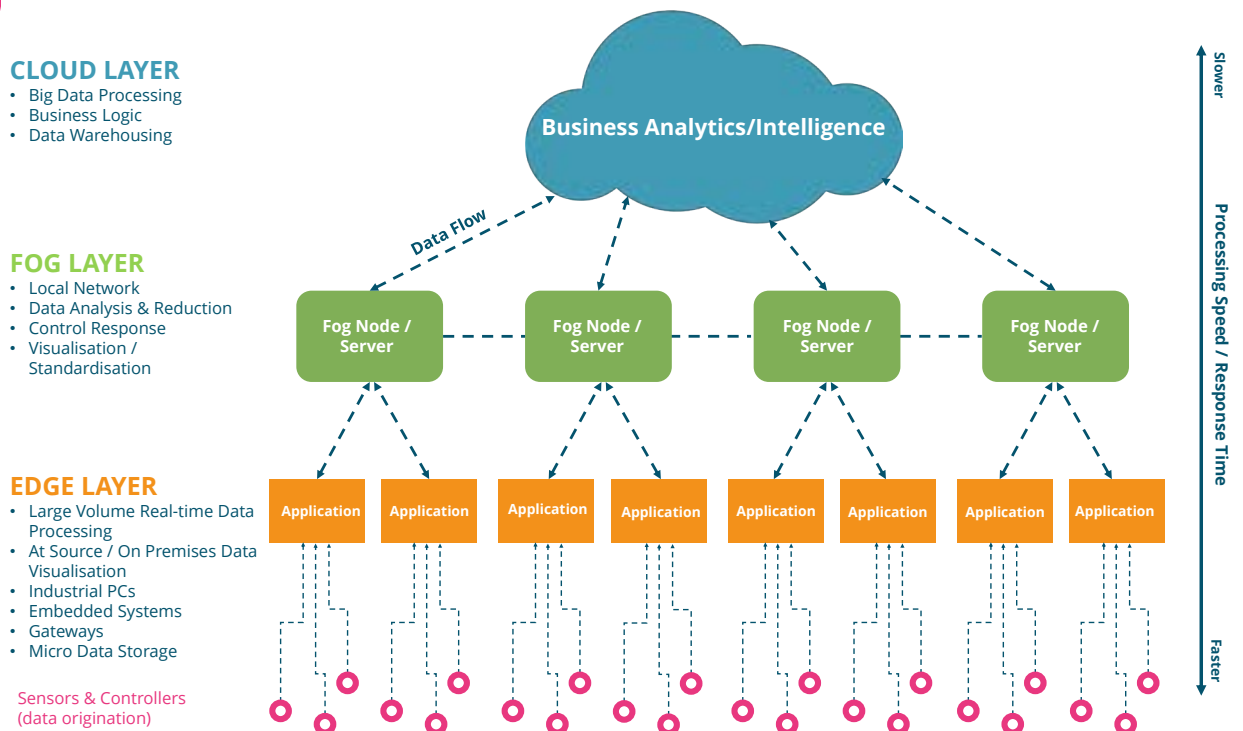 CLOUD LAYER
• Big Data Processing
• Business Logic
• Data Warehousing
Business Analytics/Intelligence
Data Flow
FOG LAYER
• Local Network
• Data Analysis & Reduction
• Control Response
• Visualisation /
Standardisation
Fog Node /
Server
Fog Node /
Server
Fog Node /
Server
Fog Node /
Server
EDGE LAYER
• Large Volume Real-time Data
Processing
• At Source / On Premises Data
Visualisation
• Industrial PCs
• Embedded Systems
• Gateways
• Micro Data Storage
Application
Application
Application
Application
Application
Application
Application
Application
Sensors & Controllers
(data origination)
Slower
Processing Speed / Response Time
Faster